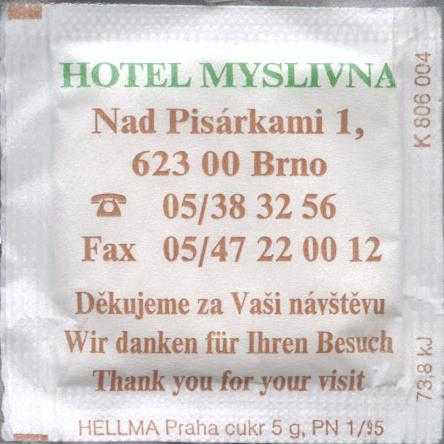 HOTEL MYSLIVNA
Nad Pisárkami 1,
623 00 Brno
☎ 05/38 32 56
Fax 05/47 22 00 12
Děkujeme za Vaši návštěvu
Wir danken für Ihren Besuch
Thank you for your visit
HELLMA Praha cukr 5 g, PN 1/95
K 806 004
73,8 kJ